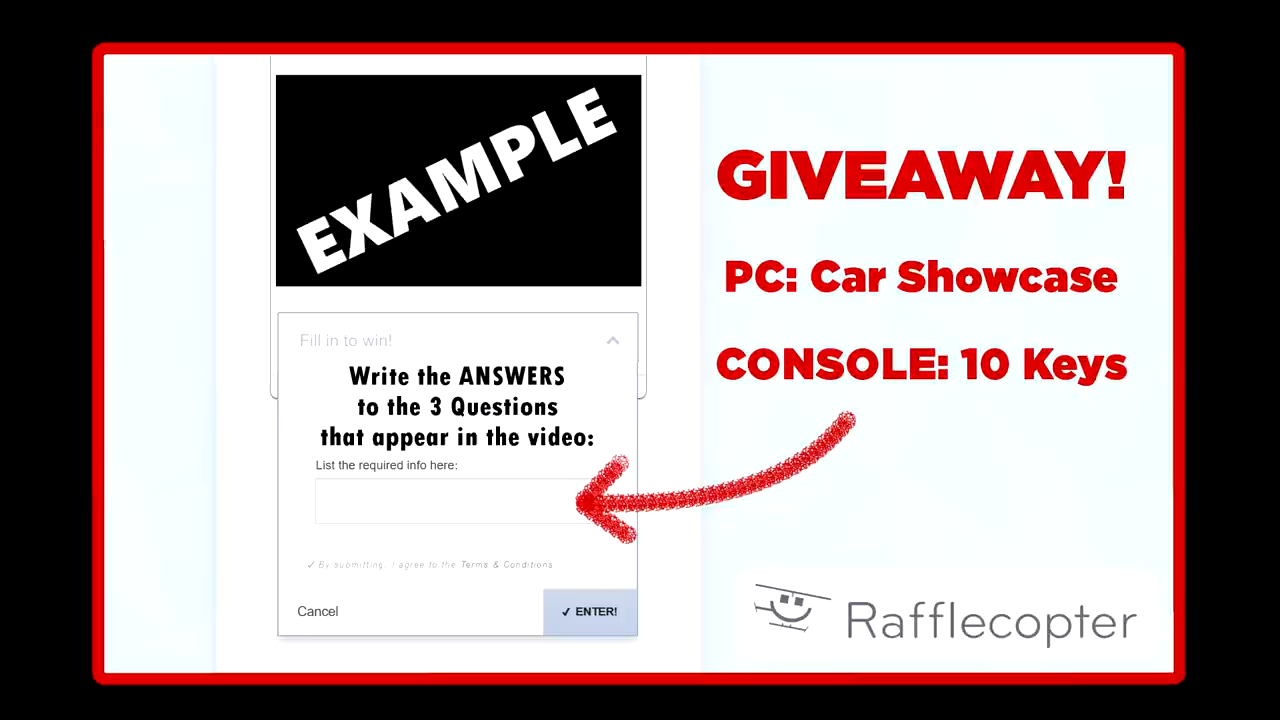 EXAMPLE
Fill in to win!
Write the ANSWERS
to the 3 Questions
that appear in the video:
List the required info here:
✓ By submitting, I agree to the Terms & Conditions
Cancel
✓ ENTER!
GIVEAWAY!
PC: Car Showcase
CONSOLE: 10 Keys
Rafflecopter